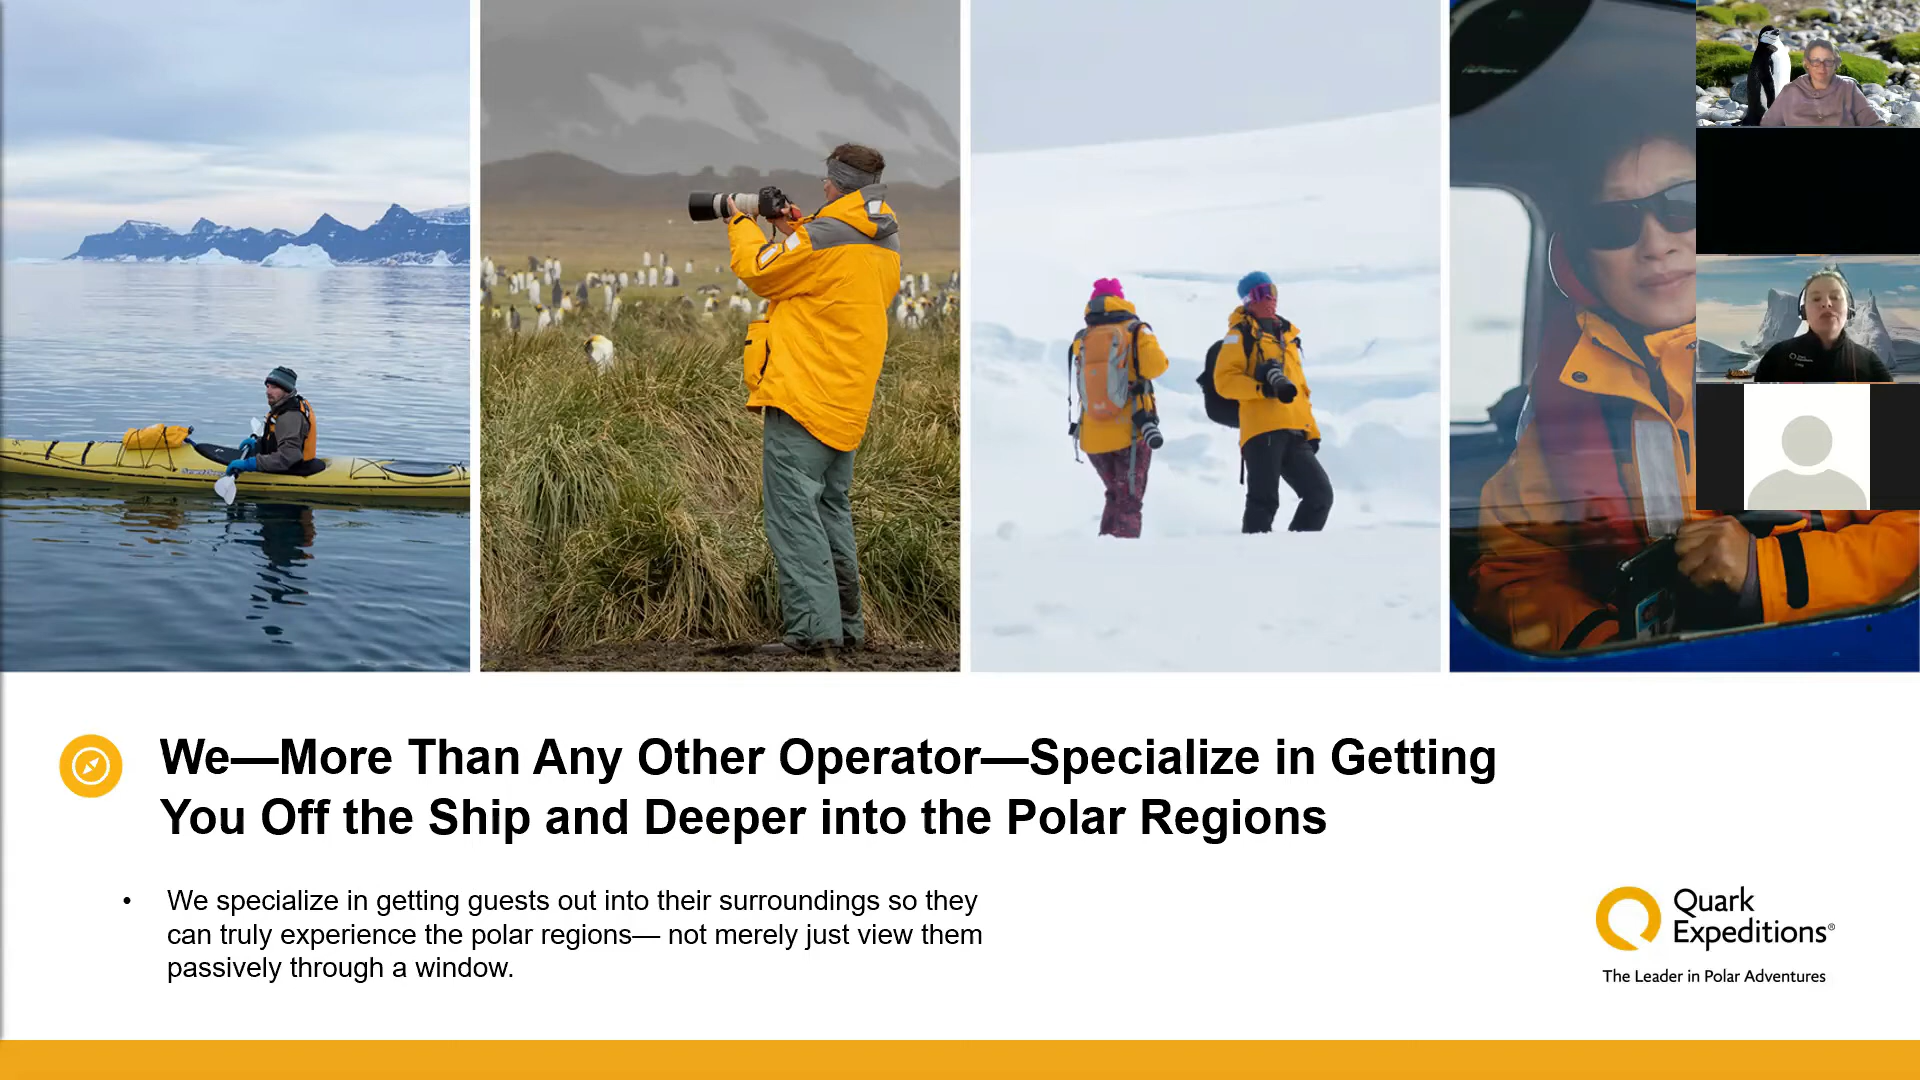 We—More Than Any Other Operator—Specialize in Getting
You Off the Ship and Deeper into the Polar Regions
• We specialize in getting guests out into their surroundings so they
can truly experience the polar regions— not merely just view them
passively through a window.
Quark
Expeditions®
The Leader in Polar Adventures